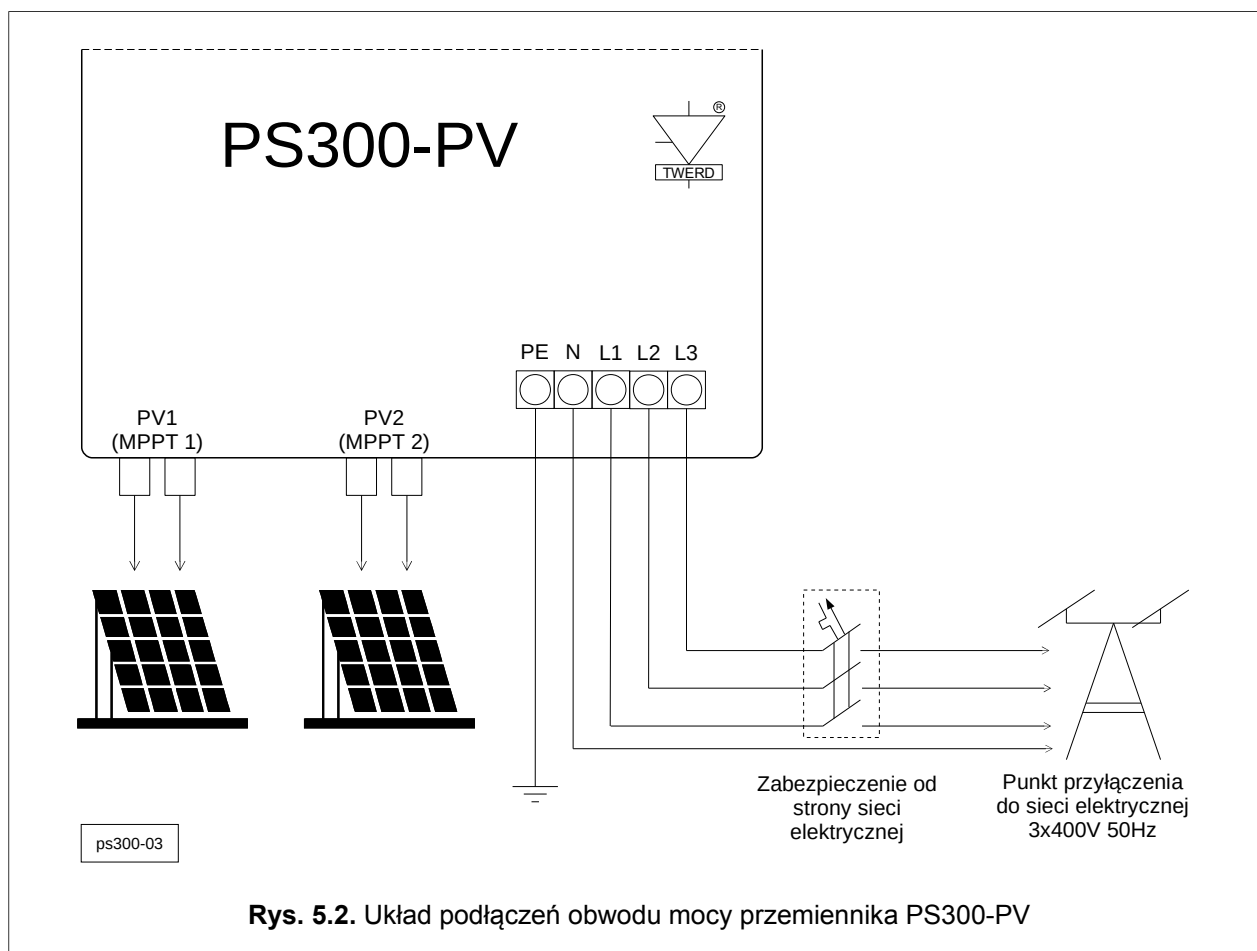 PS300-PV
®
TWERD
PE N L1 L2 L3
PV1
(MPPT 1)
PV2
(MPPT 2)
Zabezpieczenie od
strony sieci
elektrycznej
Punkt przyłączenia
do sieci elektrycznej
3x400V 50Hz
ps300-03
Rys. 5.2. Układ podłączeń obwodu mocy przemiennika PS300-PV